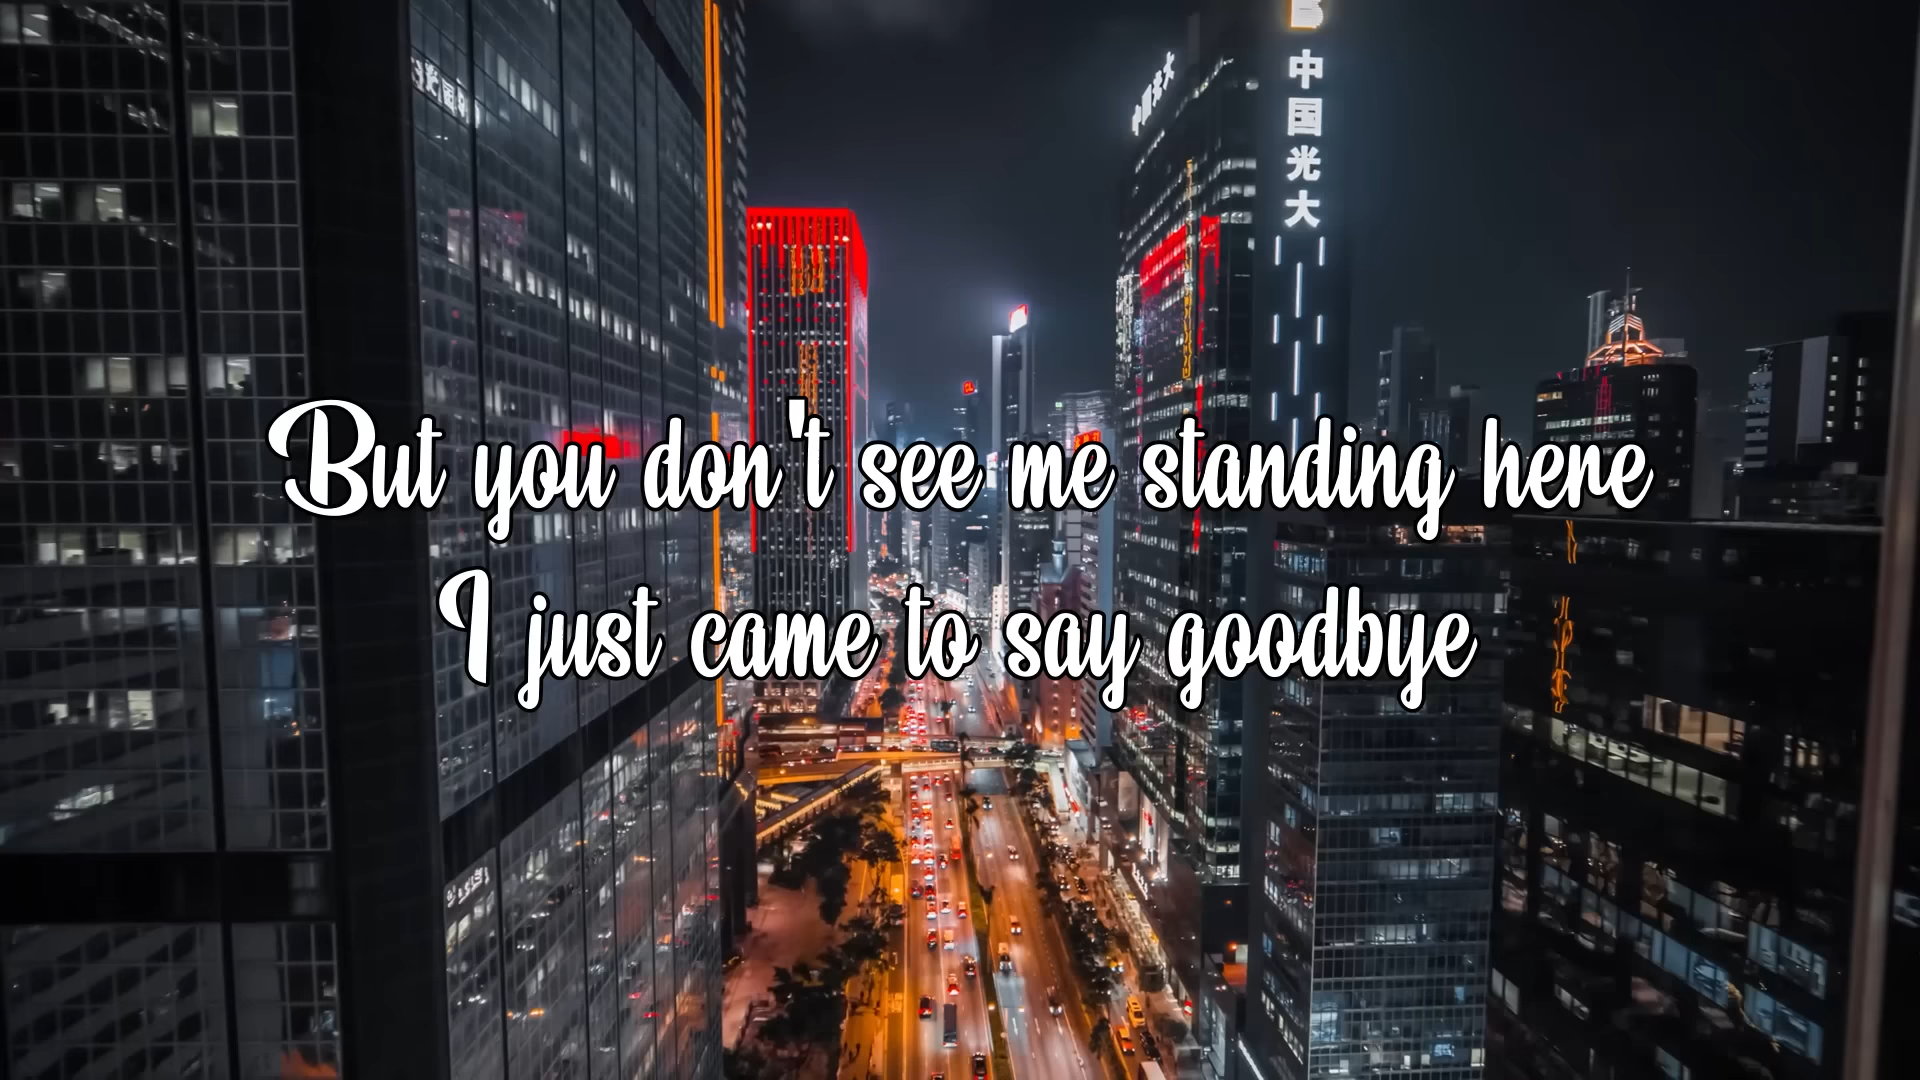 中国光大
But you don't see me standing here
I just came to say goodbye